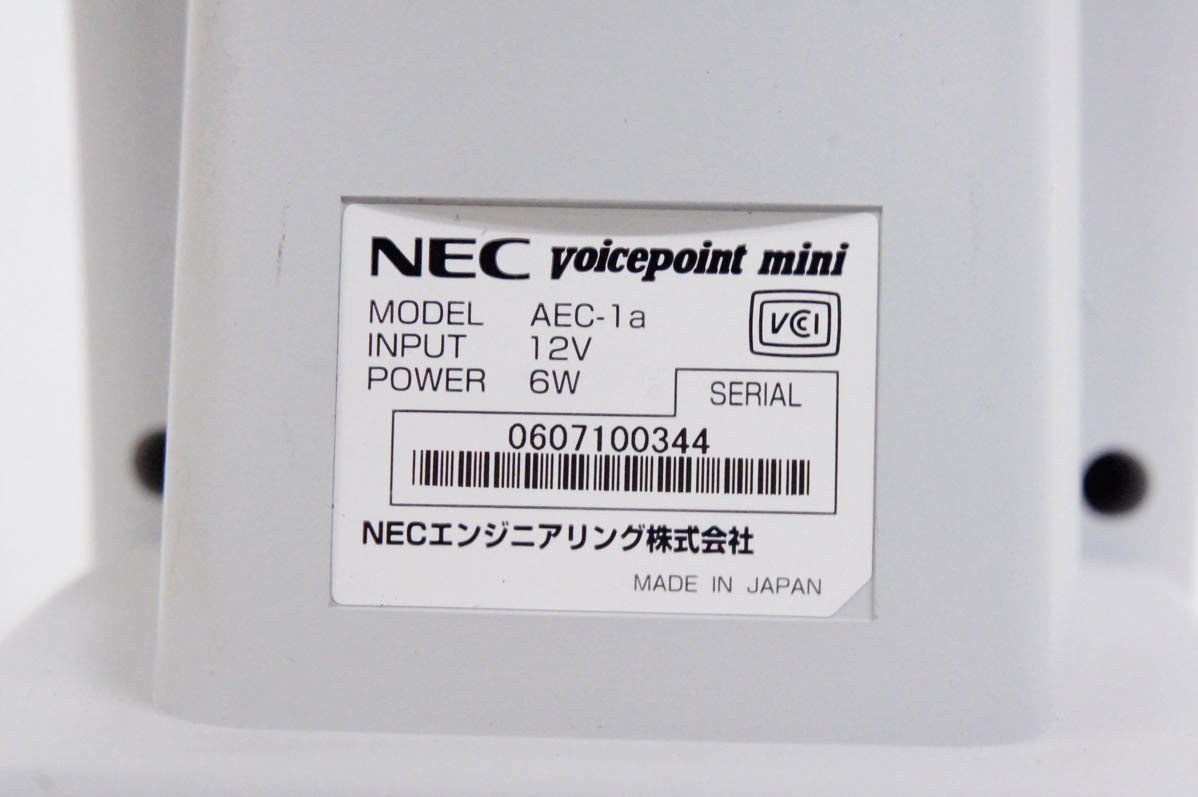 NEC voicepoint mini
MODEL AEC-1a
INPUT 12V
POWER 6W
VCCI
SERIAL
0607100344
NECエンジニアリング株式会社
MADE IN JAPAN